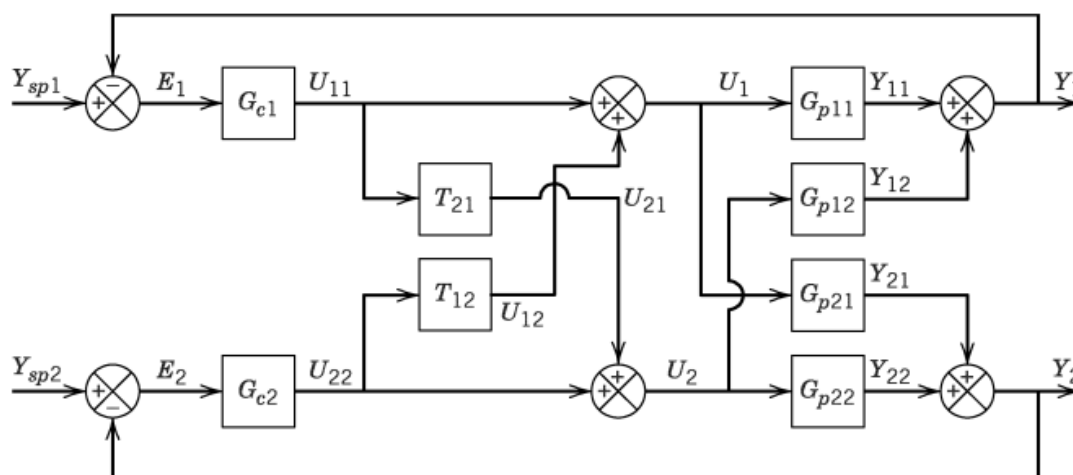 Y_sp1 + − E_1 G_c1 U_11 + + U_1 G_p11 Y_11 + + Y
T_21 U_21 G_p12 Y_12
T_12 U_12 G_p21 Y_21
Y_sp2 + − E_2 G_c2 U_22 + + U_2 G_p22 Y_22 + + Y_2